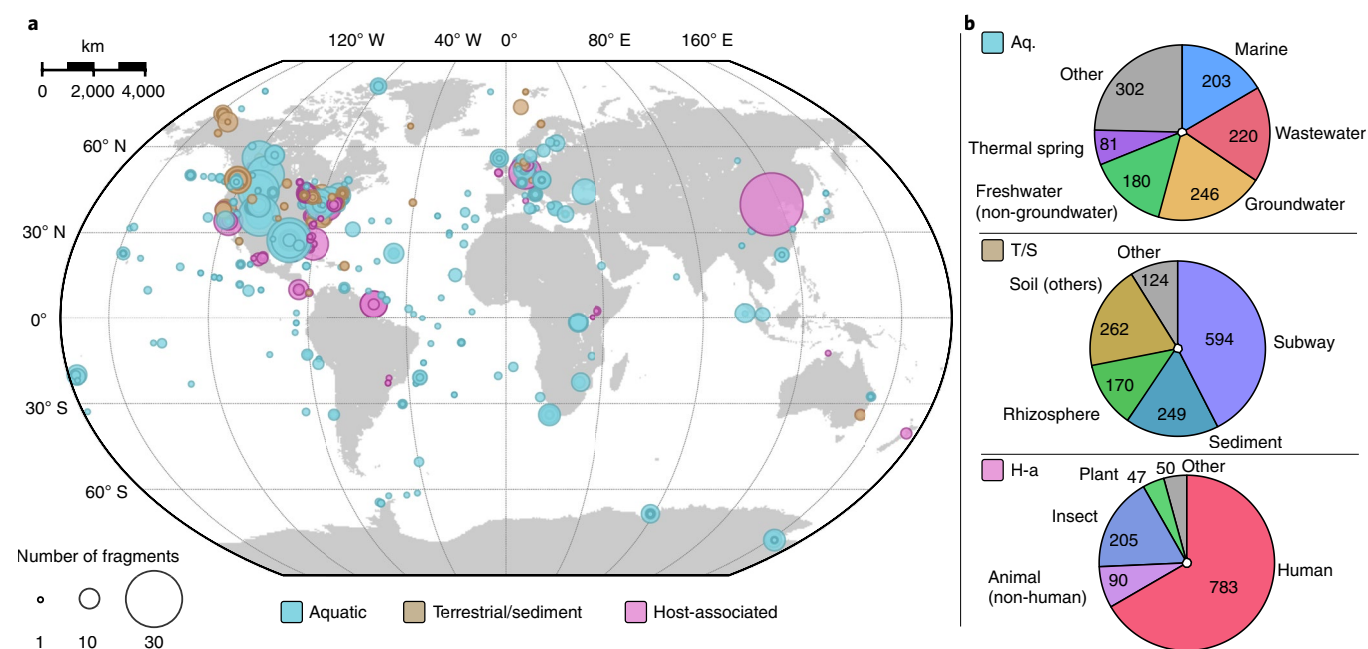 a
km
0 2,000 4,000
120° W 40° W 0° 80° E 160° E
60° N
30° N
0°
30° S
60° S
Number of fragments
1 10 30
Aquatic Terrestrial/sediment Host-associated
b
Aq.
Marine
203
Wastewater
220
Groundwater
246
Freshwater
(non-groundwater)
180
Thermal spring
81
Other
302
T/S
Other
124
Soil (others)
262
Subway
594
Rhizosphere
170
Sediment
249
H-a
Plant 47 50 Other
Insect
205
Animal
(non-human)
90
Human
783